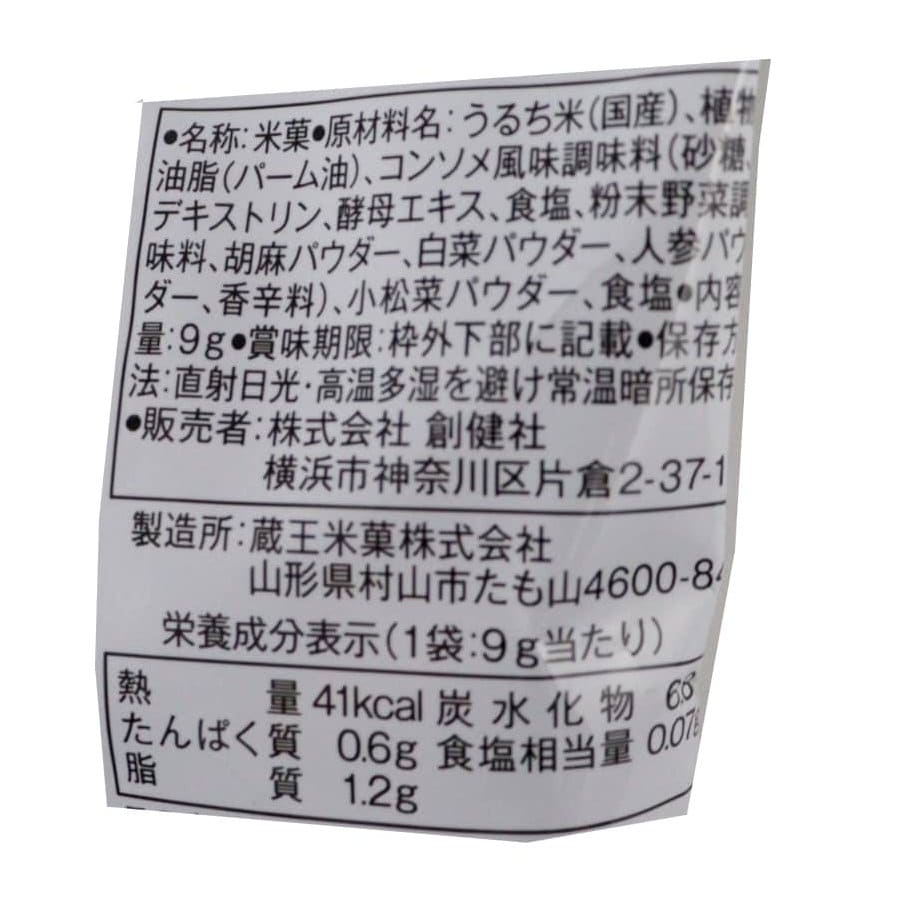 ●名称:米菓●原材料名:うるち米(国産)、植物
油脂(パーム油)、コンソメ風味調味料(砂糖、
デキストリン、酵母エキス、食塩、粉末野菜調
味料、胡麻パウダー、白菜パウダー、人参パウ
ダー、香辛料)、小松菜パウダー、食塩●内容
量:9g●賞味期限:枠外下部に記載●保存方
法:直射日光・高温多湿を避け常温暗所保存
●販売者:株式会社 創健社
横浜市神奈川区片倉2-37-1
製造所:蔵王米菓株式会社
山形県村山市たも山4600-84
栄養成分表示(1袋:9g当たり)
熱量 41kcal 炭水化物
たんぱく質 0.6g 食塩相当量 0.07g
脂質 1.2g